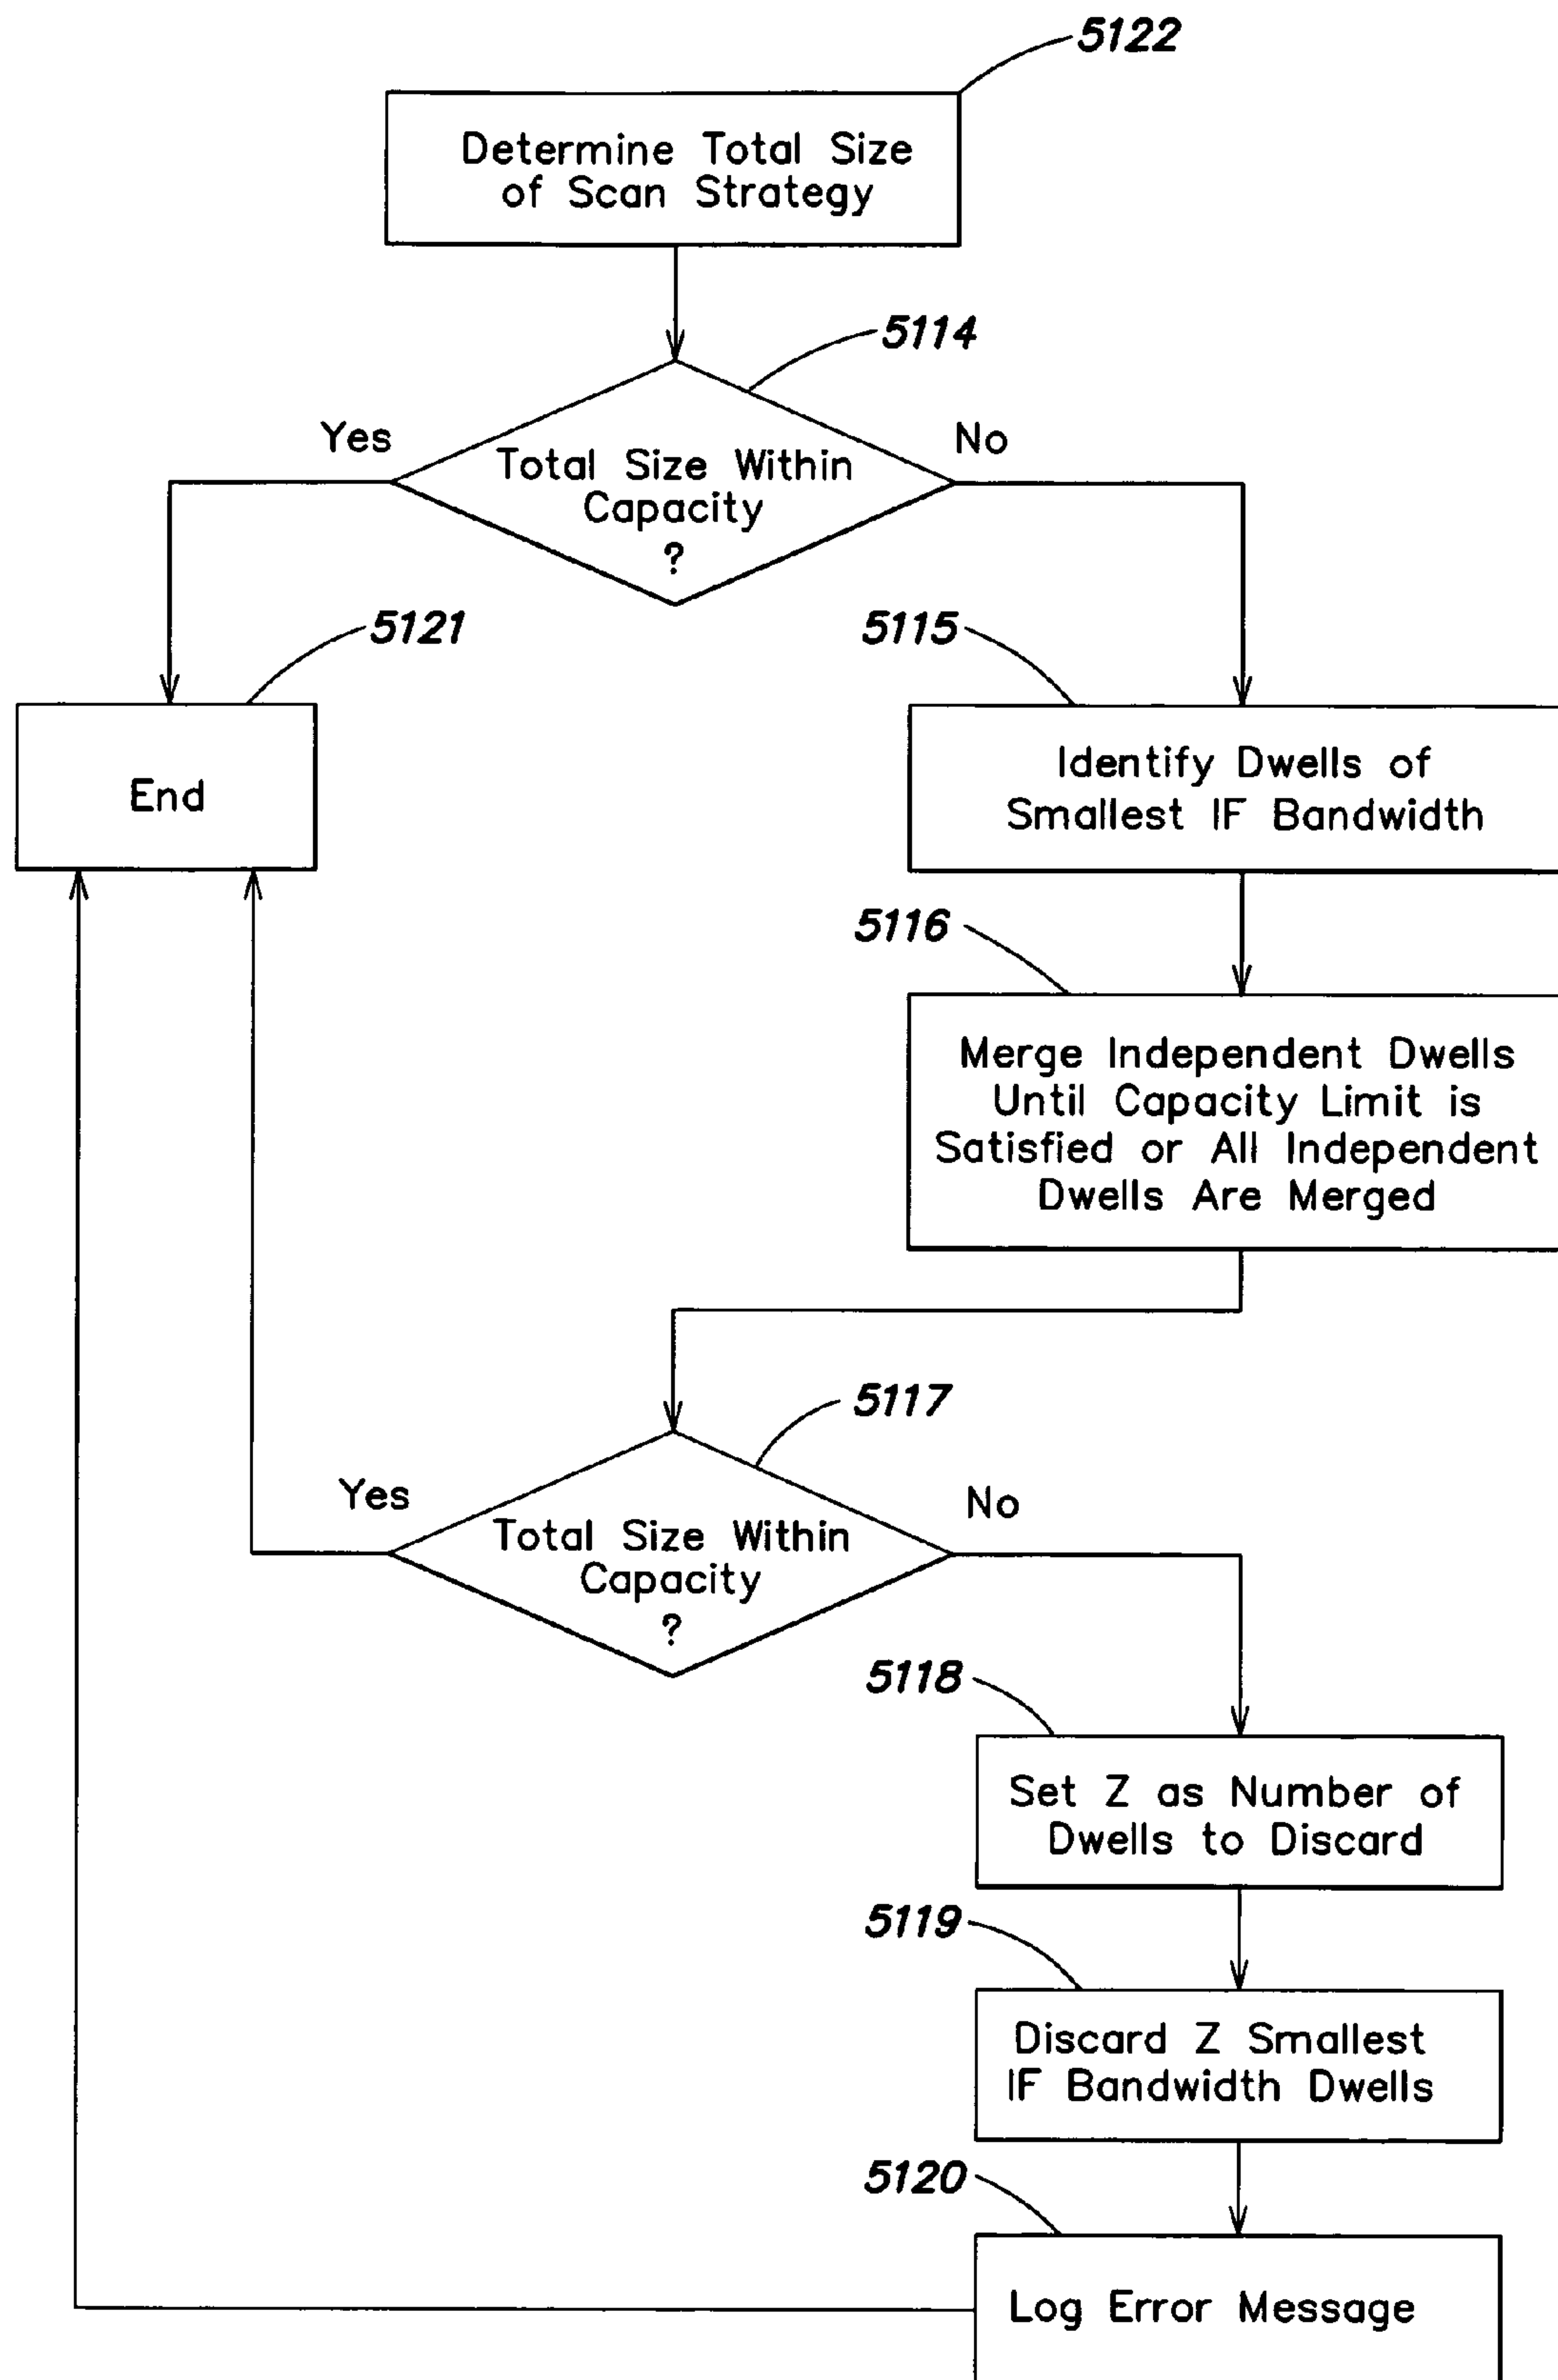 5122
Determine Total Size
of Scan Strategy
5114
Yes
No
Total Size Within
Capacity
?
5121
5115
End
Identify Dwells of
Smallest IF Bandwidth
5116
Merge Independent Dwells
Until Capacity Limit is
Satisfied or All Independent
Dwells Are Merged
5117
Yes
No
Total Size Within
Capacity
?
5118
Set Z as Number of
Dwells to Discard
5119
Discard Z Smallest
IF Bandwidth Dwells
5120
Log Error Message